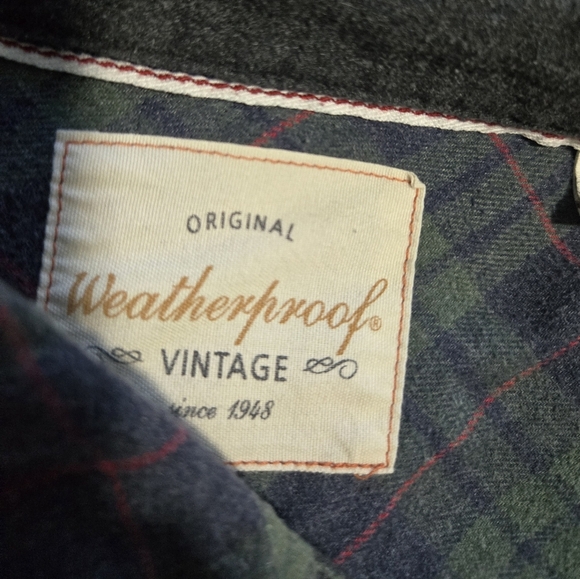 ORIGINAL
Weatherproof®
VINTAGE
since 1948